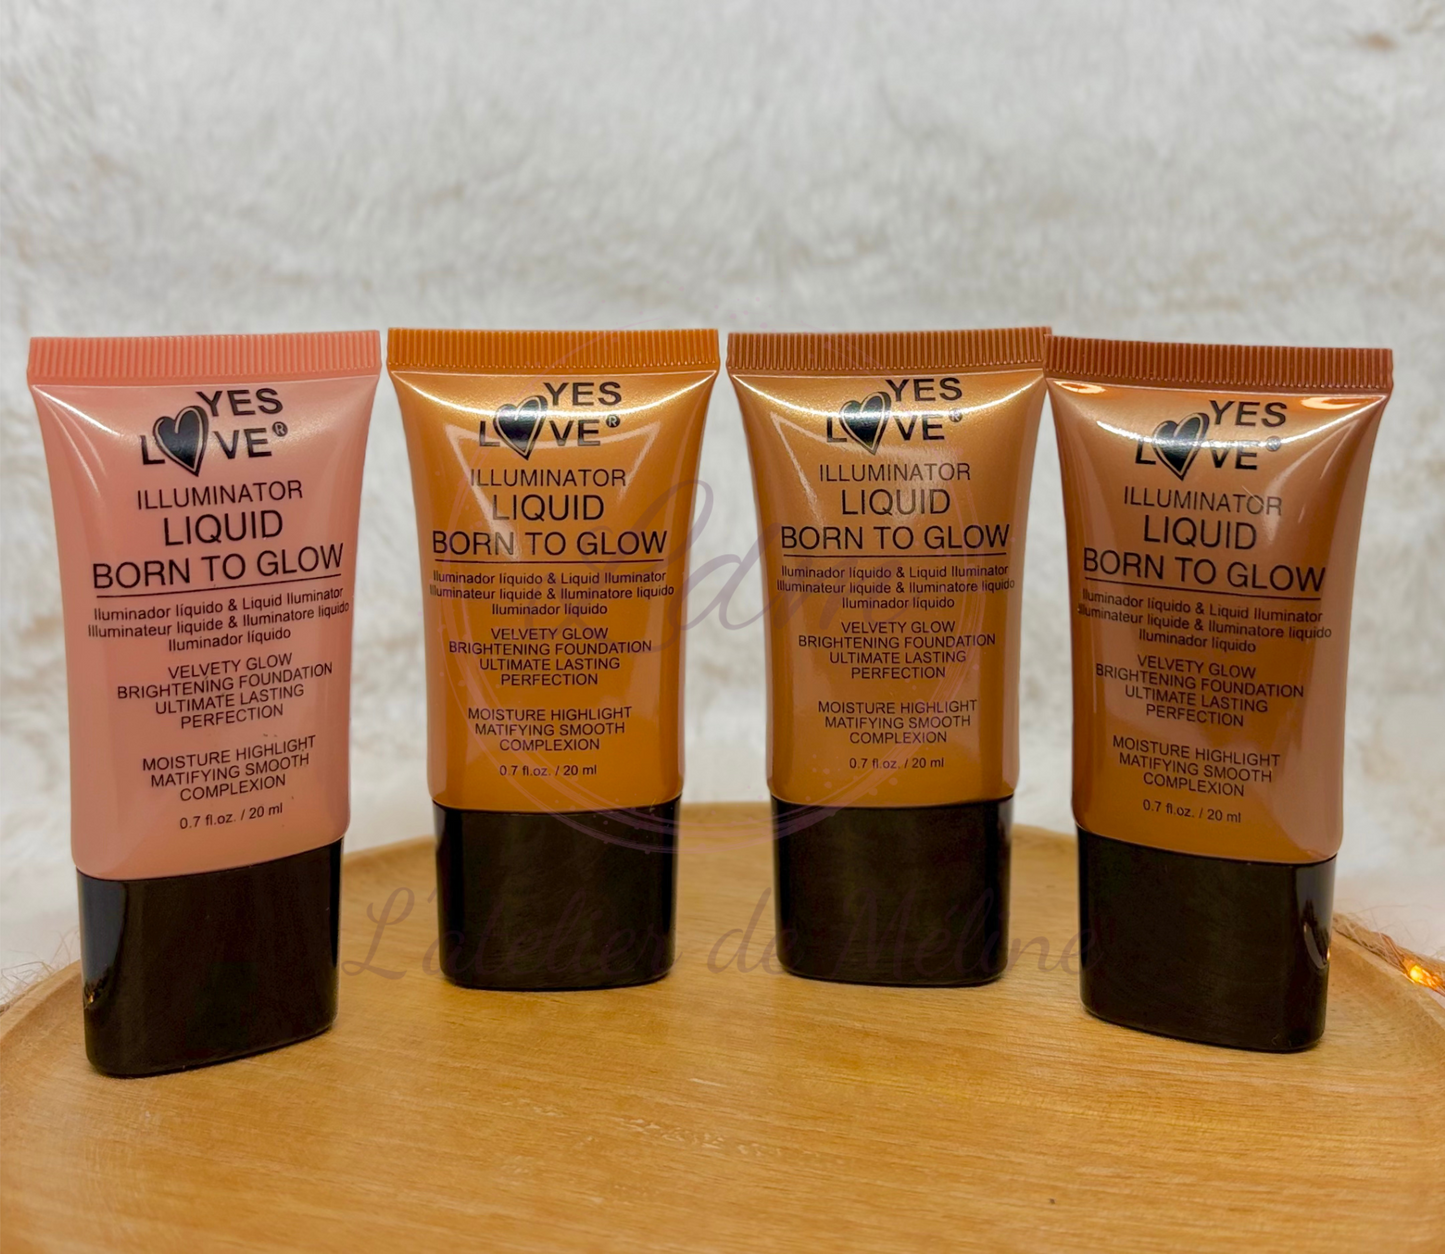 YES
LOVE®
ILLUMINATOR
LIQUID
BORN TO GLOW
Iluminador líquido & Liquid Iluminator
Illuminateur liquide & Iluminatore liquido
Iluminador líquido
VELVETY GLOW
BRIGHTENING FOUNDATION
ULTIMATE LASTING
PERFECTION
MOISTURE HIGHLIGHT
MATIFYING SMOOTH
COMPLEXION
0.7 fl.oz. / 20 ml
YES
LOVE®
ILLUMINATOR
LIQUID
BORN TO GLOW
Iluminador líquido & Liquid Iluminator
Illuminateur liquide & Iluminatore liquido
Iluminador líquido
VELVETY GLOW
BRIGHTENING FOUNDATION
ULTIMATE LASTING
PERFECTION
MOISTURE HIGHLIGHT
MATIFYING SMOOTH
COMPLEXION
0.7 fl.oz. / 20 ml
YES
LOVE®
ILLUMINATOR
LIQUID
BORN TO GLOW
Iluminador líquido & Liquid Iluminator
Illuminateur liquide & Iluminatore liquido
Iluminador líquido
VELVETY GLOW
BRIGHTENING FOUNDATION
ULTIMATE LASTING
PERFECTION
MOISTURE HIGHLIGHT
MATIFYING SMOOTH
COMPLEXION
0.7 fl.oz. / 20 ml
YES
LOVE®
ILLUMINATOR
LIQUID
BORN TO GLOW
Iluminador líquido & Liquid Iluminator
Illuminateur liquide & Iluminatore liquido
Iluminador líquido
VELVETY GLOW
BRIGHTENING FOUNDATION
ULTIMATE LASTING
PERFECTION
MOISTURE HIGHLIGHT
MATIFYING SMOOTH
COMPLEXION
0.7 fl.oz. / 20 ml
Ldm
L'atelier de Méline